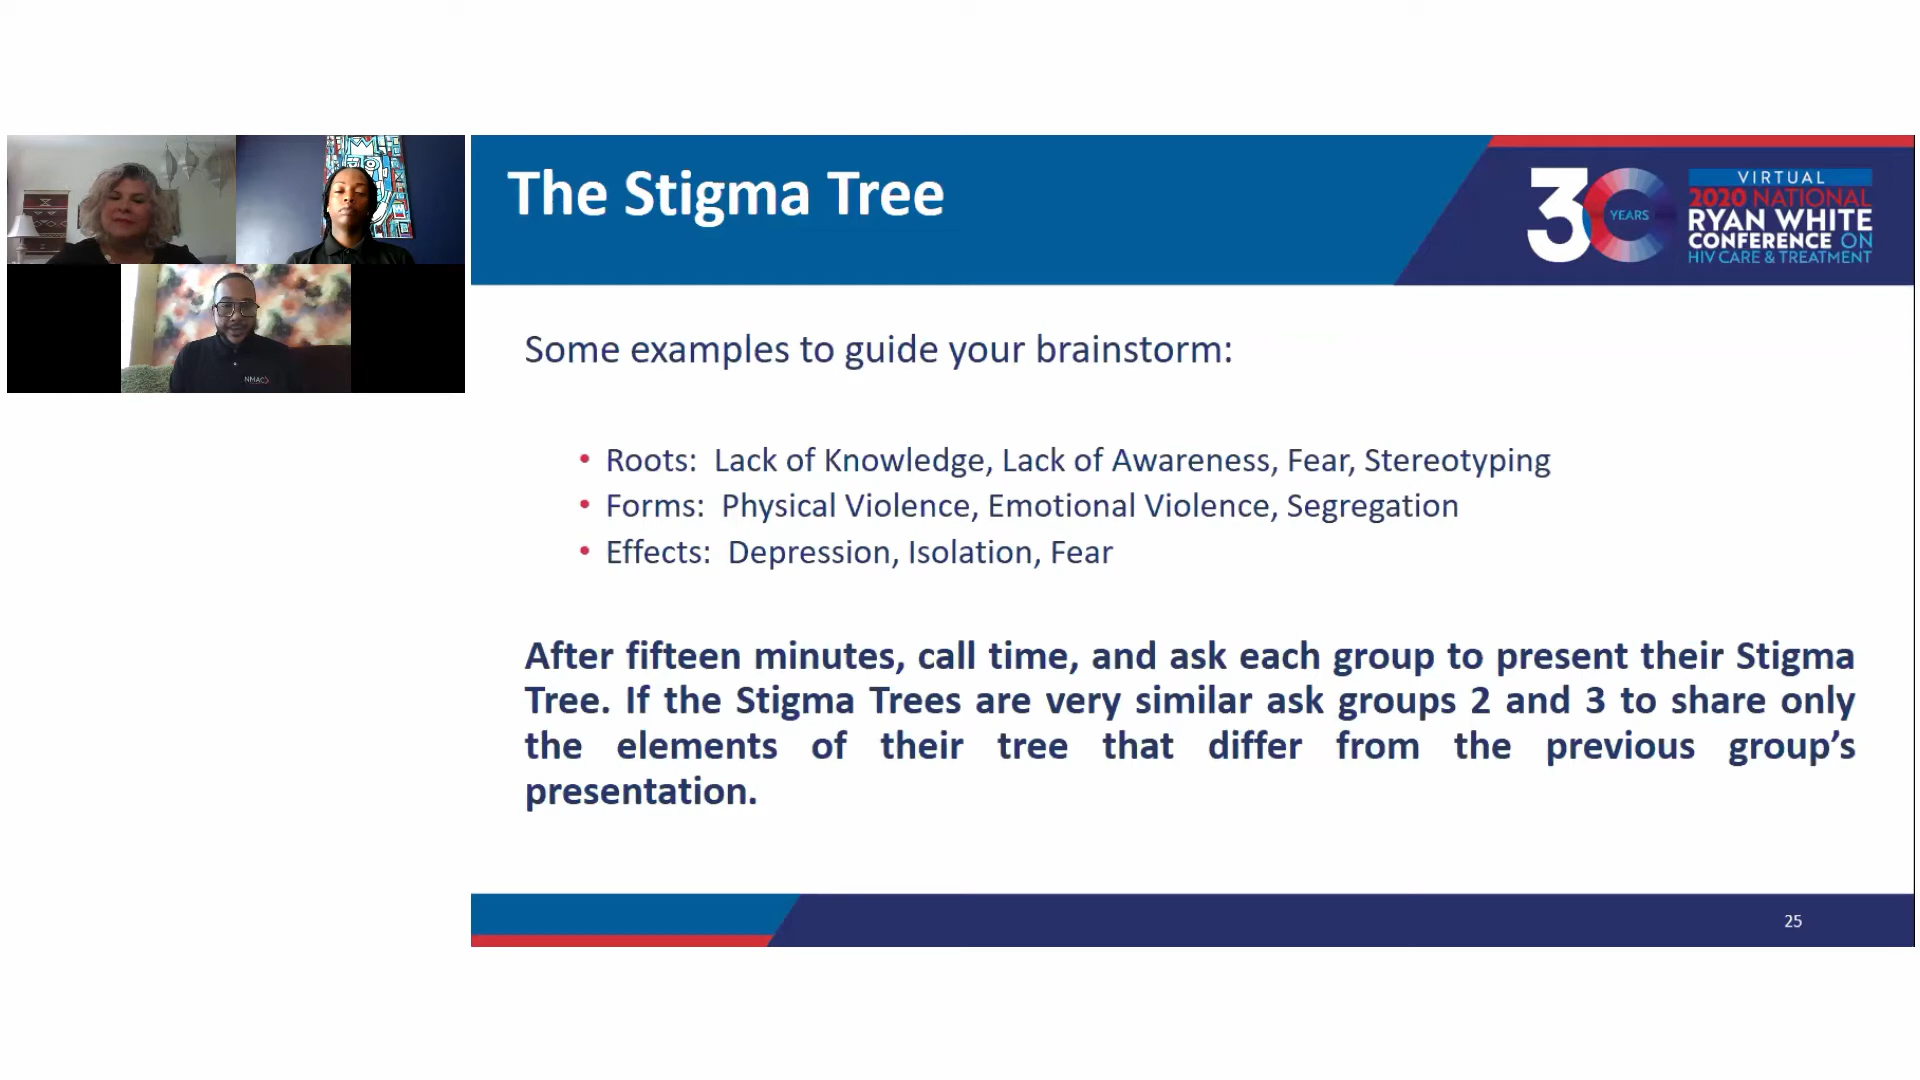 NMAC
The Stigma Tree
30
YEARS
VIRTUAL
2020 NATIONAL
RYAN WHITE
CONFERENCE ON
HIV CARE & TREATMENT
Some examples to guide your brainstorm:
• Roots: Lack of Knowledge, Lack of Awareness, Fear, Stereotyping
• Forms: Physical Violence, Emotional Violence, Segregation
• Effects: Depression, Isolation, Fear
After fifteen minutes, call time, and ask each group to present their Stigma
Tree. If the Stigma Trees are very similar ask groups 2 and 3 to share only
the elements of their tree that differ from the previous group’s
presentation.
25